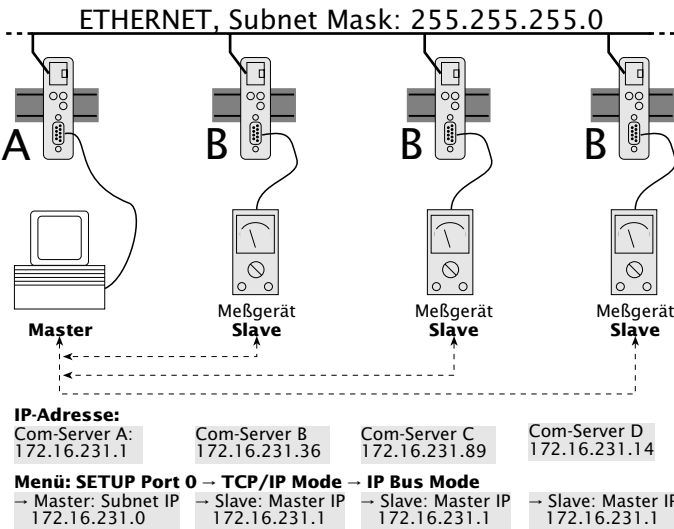 ETHERNET, Subnet Mask: 255.255.255.0
A B B B
Meßgerät Meßgerät Meßgerät
Master Slave Slave Slave
IP-Adresse:
Com-Server A: Com-Server B Com-Server C Com-Server D
172.16.231.1 172.16.231.36 172.16.231.89 172.16.231.14
Menü: SETUP Port 0 → TCP/IP Mode → IP Bus Mode
→ Master: Subnet IP → Slave: Master IP → Slave: Master IP → Slave: Master IP
172.16.231.0 172.16.231.1 172.16.231.1 172.16.231.1